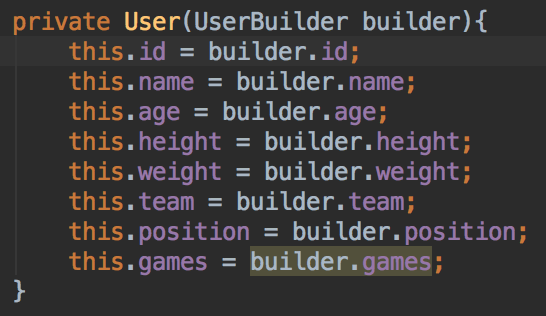 private User(UserBuilder builder){
    this.id = builder.id;
    this.name = builder.name;
    this.age = builder.age;
    this.height = builder.height;
    this.weight = builder.weight;
    this.team = builder.team;
    this.position = builder.position;
    this.games = builder.games;
}